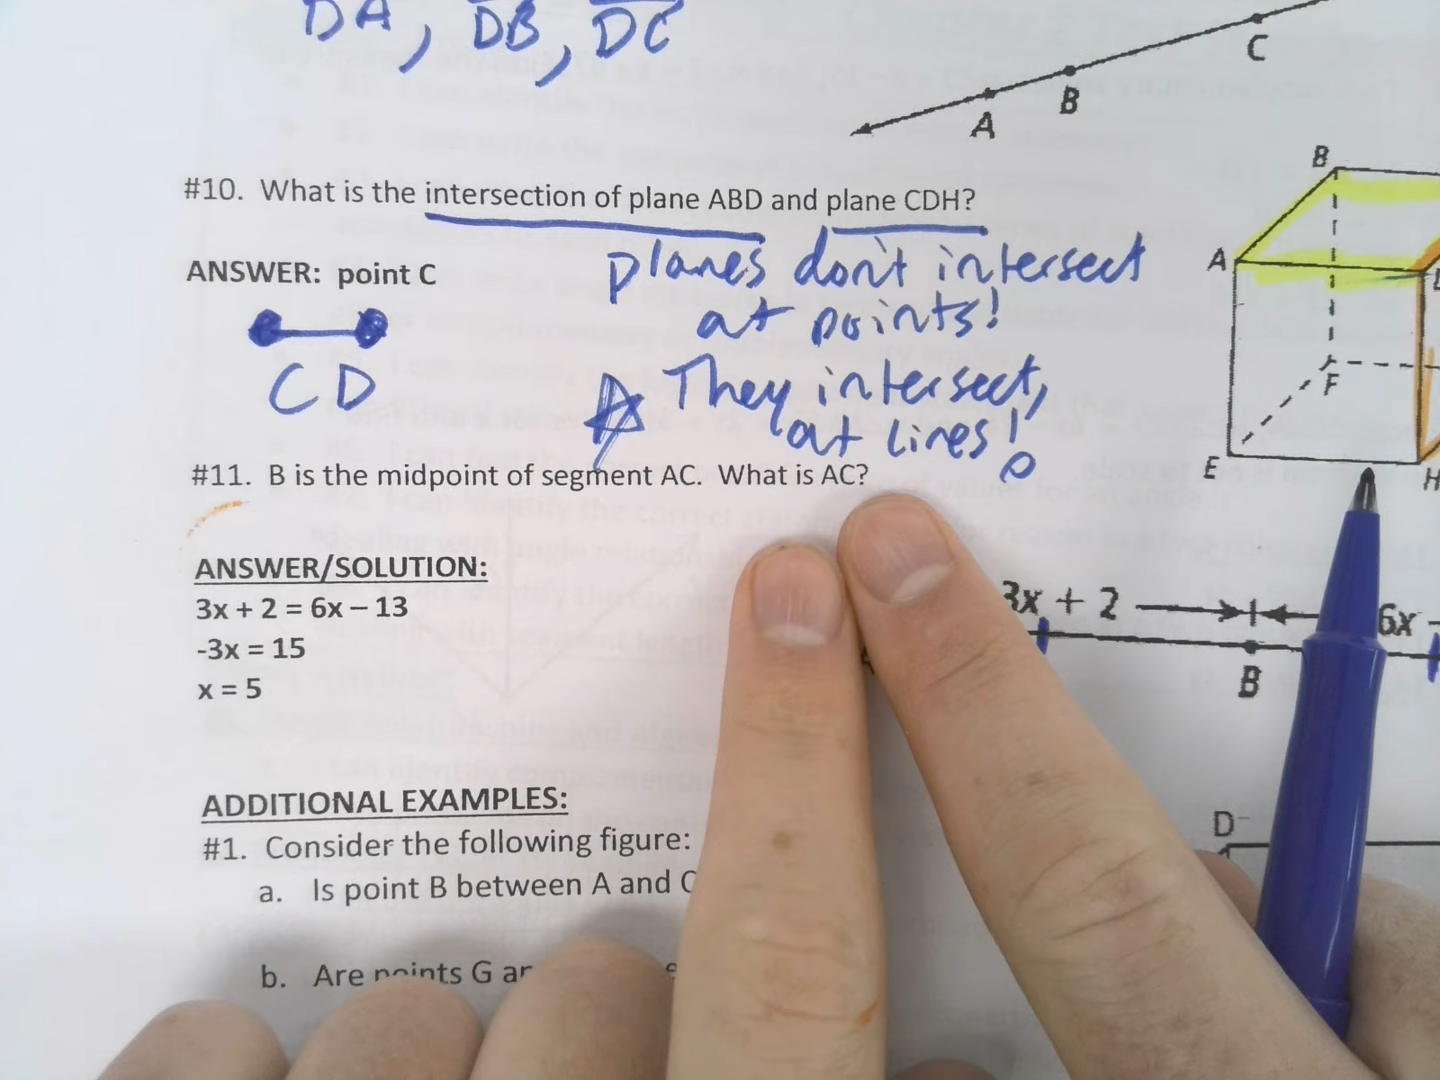 DA, DB, DC
C
B
A
#10. What is the intersection of plane ABD and plane CDH?
B
ANSWER: point C
planes don't intersect
at points!
A
C D
They intersect,
at lines!
F
E
H
#11. B is the midpoint of segment AC. What is AC?
ANSWER/SOLUTION:
3x + 2 = 6x – 13
-3x = 15
x = 5
3x + 2
6x
B
ADDITIONAL EXAMPLES:
#1. Consider the following figure:
D
a. Is point B between A and C
b. Are points G